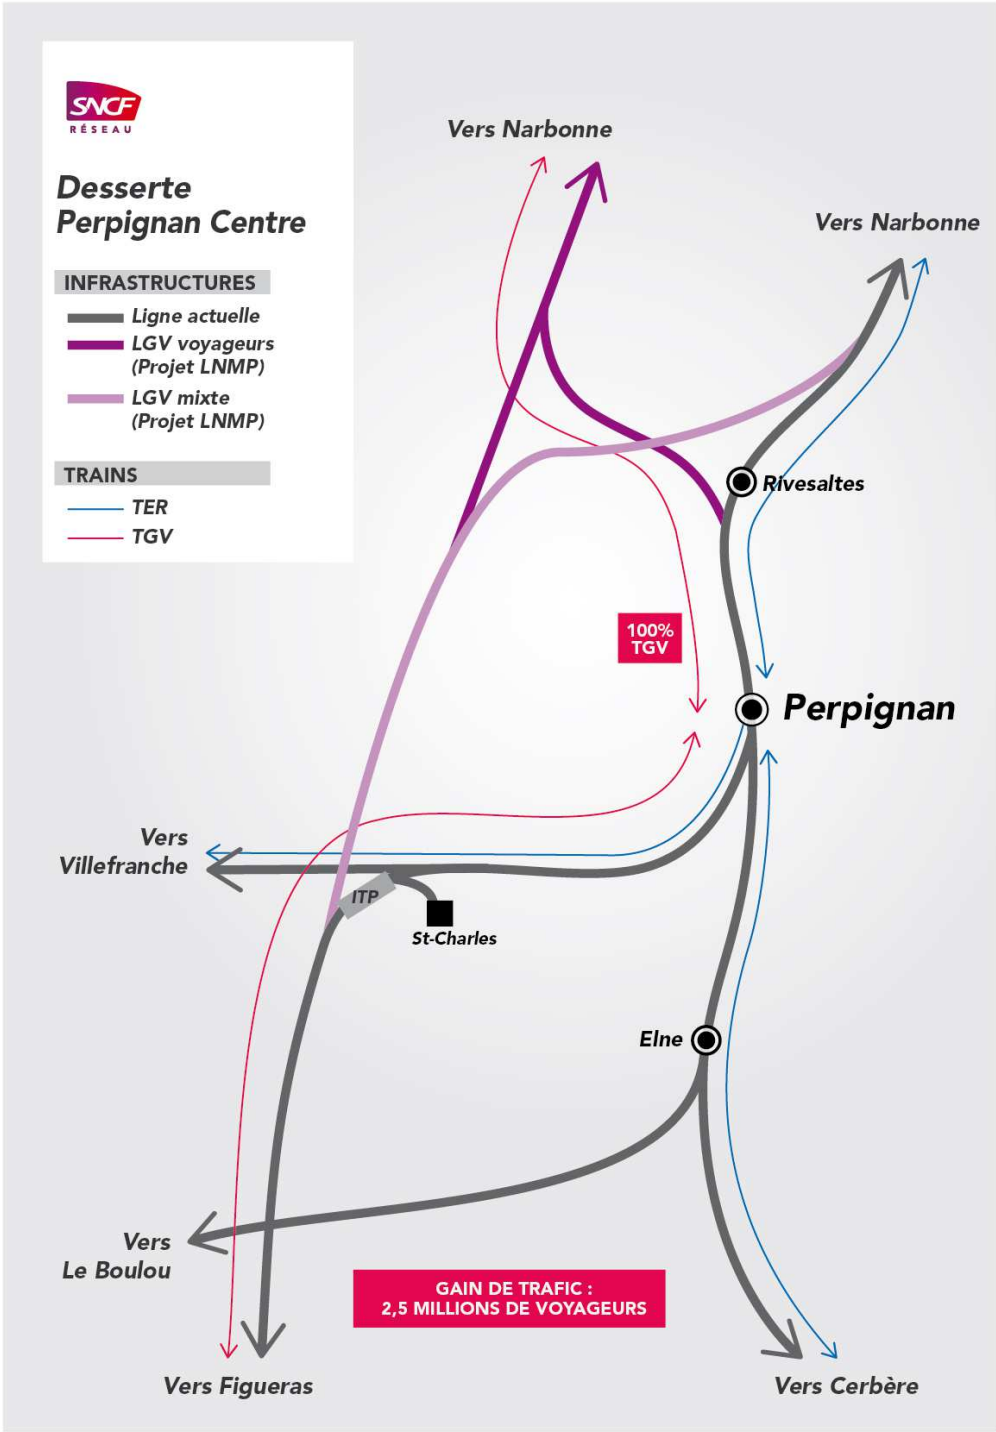 SNCF
RÉSEAU
Desserte
Perpignan Centre
INFRASTRUCTURES
Ligne actuelle
LGV voyageurs
(Projet LNMP)
LGV mixte
(Projet LNMP)
TRAINS
TER
TGV
Vers Narbonne
Vers Narbonne
Rivesaltes
100%
TGV
Perpignan
Vers
Villefranche
ITP
St-Charles
Elne
Vers
Le Boulou
GAIN DE TRAFIC :
2,5 MILLIONS DE VOYAGEURS
Vers Figueras
Vers Cerbère